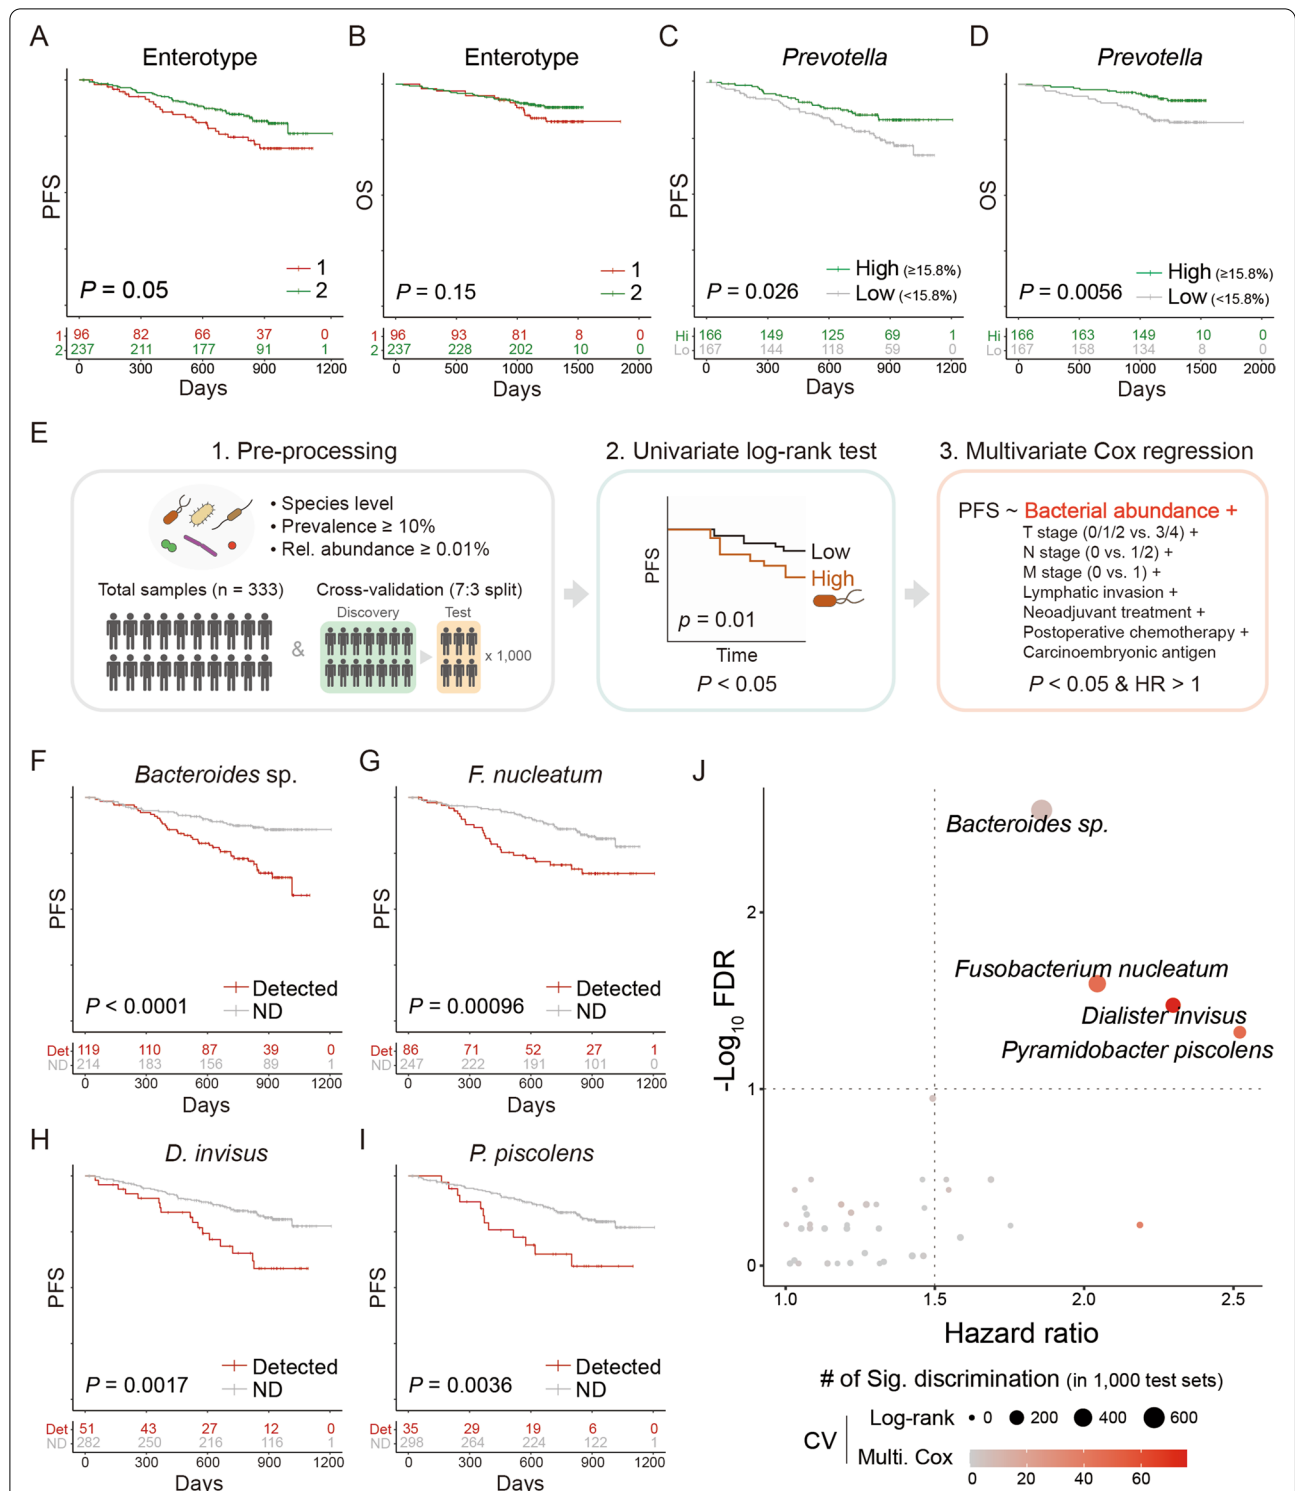 A
Enterotype
PFS
P = 0.05
1
2
1 96 82 66 37 0
2 237 211 177 91 1
0 300 600 900 1200
Days
B
Enterotype
OS
P = 0.15
1
2
1 96 93 81 8 0
2 237 228 202 10 0
0 500 1000 1500 2000
Days
C
Prevotella
PFS
P = 0.026
High (≥15.8%)
Low (<15.8%)
Hi 166 149 125 69 1
Lo 167 144 118 59 0
0 300 600 900 1200
Days
D
Prevotella
OS
P = 0.0056
High (≥15.8%)
Low (<15.8%)
Hi 166 163 149 10 0
Lo 167 158 134 8 0
0 500 1000 1500 2000
Days
E
1. Pre-processing
• Species level
• Prevalence ≥ 10%
• Rel. abundance ≥ 0.01%
Total samples (n = 333)
&
Cross-validation (7:3 split)
Discovery
Test
x 1,000
2. Univariate log-rank test
PFS
Low
High
p = 0.01
Time
P < 0.05
3. Multivariate Cox regression
PFS ~ Bacterial abundance +
T stage (0/1/2 vs. 3/4) +
N stage (0 vs. 1/2) +
M stage (0 vs. 1) +
Lymphatic invasion +
Neoadjuvant treatment +
Postoperative chemotherapy +
Carcinoembryonic antigen
P < 0.05 & HR > 1
F
Bacteroides sp.
PFS
Detected
ND
P < 0.0001
Det 119 110 87 39 0
ND 214 183 156 89 1
0 300 600 900 1200
Days
G
F. nucleatum
PFS
Detected
ND
P = 0.00096
Det 86 71 52 27 1
ND 247 222 191 101 0
0 300 600 900 1200
Days
H
D. invisus
PFS
Detected
ND
P = 0.0017
Det 51 43 27 12 0
ND 282 250 216 116 1
0 300 600 900 1200
Days
I
P. piscolens
PFS
Detected
ND
P = 0.0036
Det 35 29 19 6 0
ND 298 264 224 122 1
0 300 600 900 1200
Days
J
Bacteroides sp.
Fusobacterium nucleatum
Dialister invisus
Pyramidobacter piscolens
-Log10 FDR
2
1
0
1.0 1.5 2.0 2.5
Hazard ratio
# of Sig. discrimination (in 1,000 test sets)
CV
Log-rank 0 200 400 600
Multi. Cox
0 20 40 60